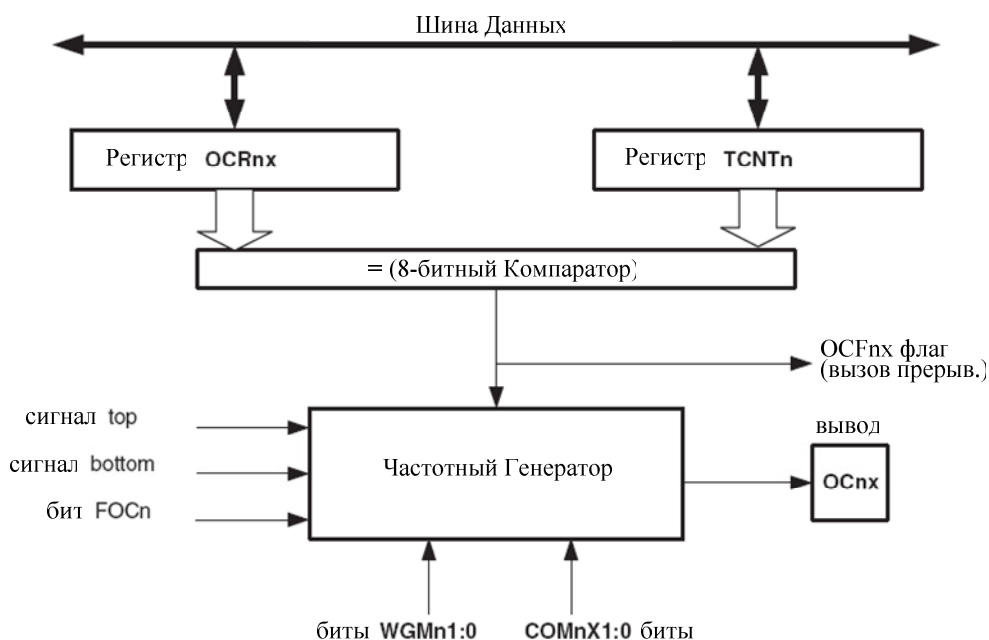 Шина Данных
Регистр OCRnx
Регистр TCNTn
= (8-битный Компаратор)
OCFnx флаг
(вызов прерыв.)
сигнал top
вывод
сигнал bottom
Частотный Генератор
OCnx
бит FOCn
биты WGMn1:0
COMnX1:0 биты